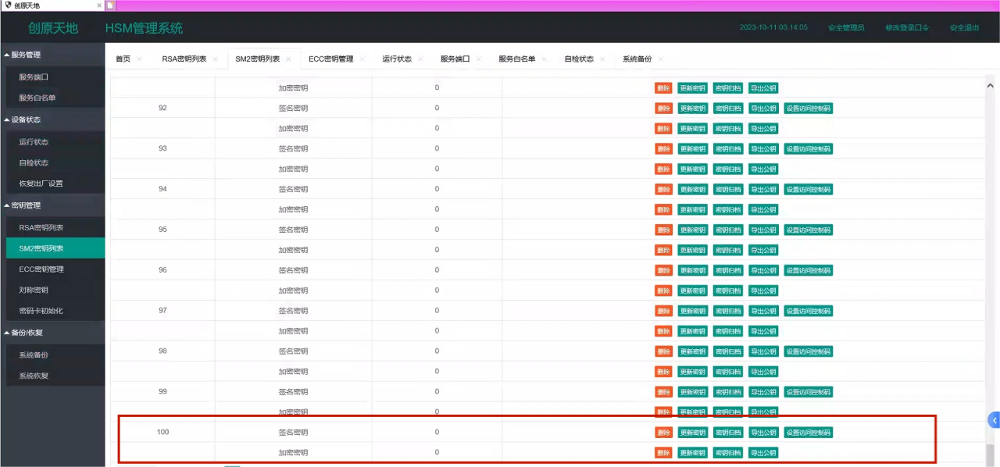 创原天地
创原天地 HSM管理系统 2023-10-11 03:14:05 安全管理员 修改登录口令 安全退出
服务管理
服务端口
服务白名单
设备状态
运行状态
自检状态
恢复出厂设置
密钥管理
RSA密钥列表
SM2密钥列表
ECC密钥管理
对称密钥
密码卡初始化
备份/恢复
系统备份
系统恢复
首页 RSA密钥列表 SM2密钥列表 ECC密钥管理 运行状态 服务端口 服务白名单 自检状态 系统备份
加密密钥 0 删除 更新密钥 密钥归档 导出公钥
92 签名密钥 0 删除 更新密钥 密钥归档 导出公钥 设置访问控制码
加密密钥 0 删除 更新密钥 密钥归档 导出公钥
93 签名密钥 0 删除 更新密钥 密钥归档 导出公钥 设置访问控制码
加密密钥 0 删除 更新密钥 密钥归档 导出公钥
94 签名密钥 0 删除 更新密钥 密钥归档 导出公钥 设置访问控制码
加密密钥 0 删除 更新密钥 密钥归档 导出公钥
95 签名密钥 0 删除 更新密钥 密钥归档 导出公钥 设置访问控制码
加密密钥 0 删除 更新密钥 密钥归档 导出公钥
96 签名密钥 0 删除 更新密钥 密钥归档 导出公钥 设置访问控制码
加密密钥 0 删除 更新密钥 密钥归档 导出公钥
97 签名密钥 0 删除 更新密钥 密钥归档 导出公钥 设置访问控制码
加密密钥 0 删除 更新密钥 密钥归档 导出公钥
98 签名密钥 0 删除 更新密钥 密钥归档 导出公钥 设置访问控制码
加密密钥 0 删除 更新密钥 密钥归档 导出公钥
99 签名密钥 0 删除 更新密钥 密钥归档 导出公钥 设置访问控制码
加密密钥 0 删除 更新密钥 密钥归档 导出公钥
100 签名密钥 0 删除 更新密钥 密钥归档 导出公钥 设置访问控制码
加密密钥 0 删除 更新密钥 密钥归档 导出公钥